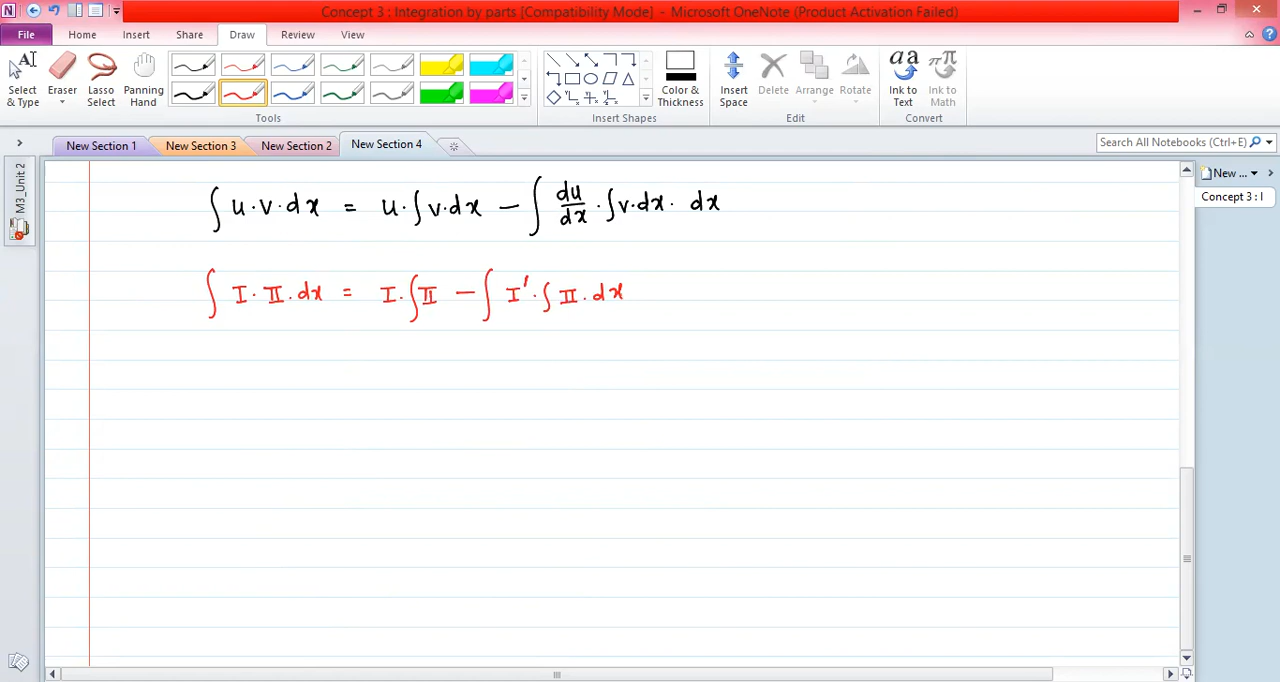 Concept 3 : Integration by parts [Compatibility Mode] - Microsoft OneNote (Product Activation Failed)
File Home Insert Share Draw Review View
Select & Type Eraser Lasso Select Panning Hand Color & Thickness Insert Space Delete Arrange Rotate Ink to Text Ink to Math
Tools Insert Shapes Edit Convert
New Section 1 New Section 3 New Section 2 New Section 4 Search All Notebooks (Ctrl+E)
New ...
Concept 3 : I
M3_Unit 2
∫ u·v·dx = u·∫v·dx − ∫ du/dx · ∫v·dx · dx
∫ I·II·dx = I·∫II − ∫ I'·∫II·dx